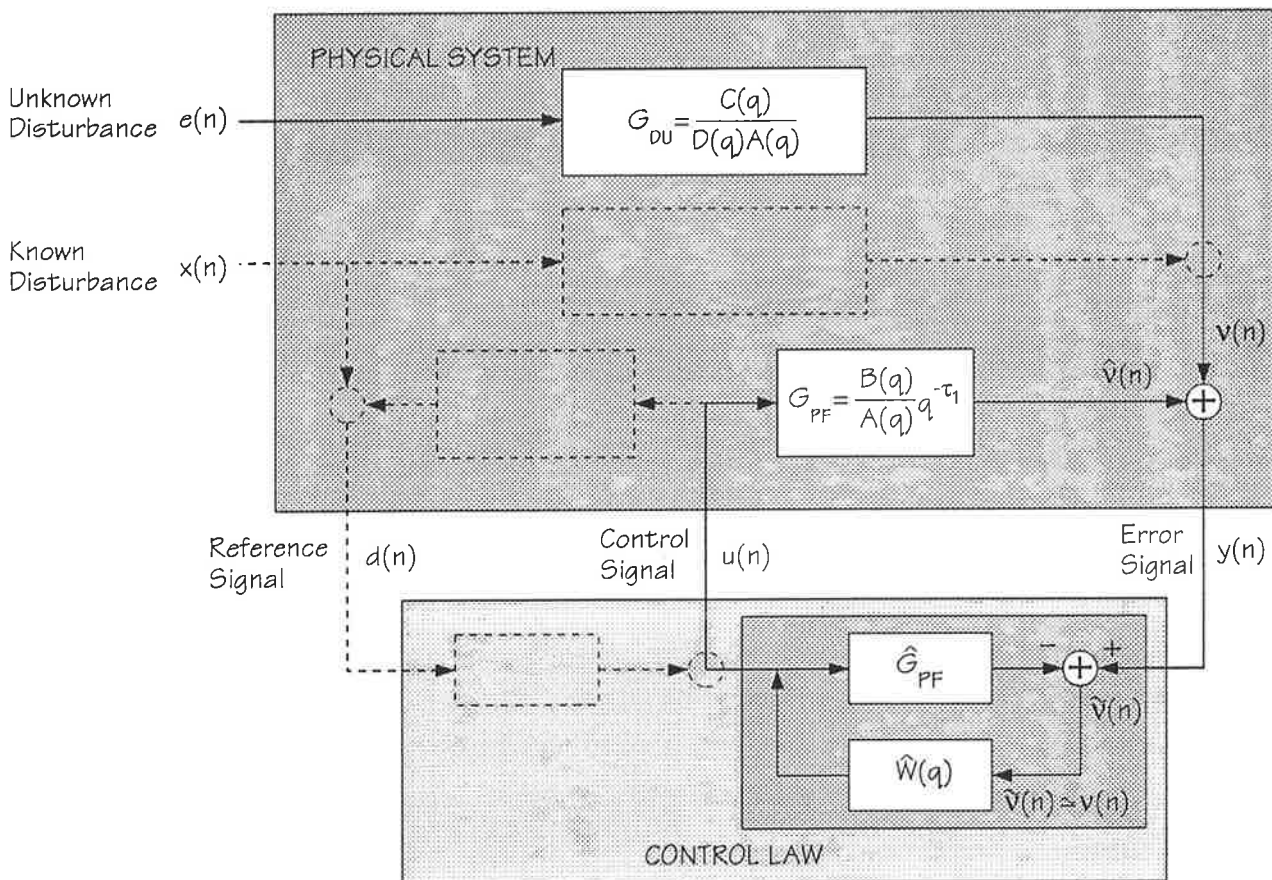 PHYSICAL SYSTEM
Unknown
Disturbance e(n)
G_DU = C(q) / D(q)A(q)
Known
Disturbance x(n)
ν(n)
ν̂(n)
G_PF = B(q) / A(q) q^-τ₁
+
Reference
Signal
d(n)
Control
Signal
u(n)
Error
Signal
y(n)
Ĝ_PF
− + +
ν̃(n)
Ŵ(q)
ν̃(n) ≃ ν(n)
CONTROL LAW